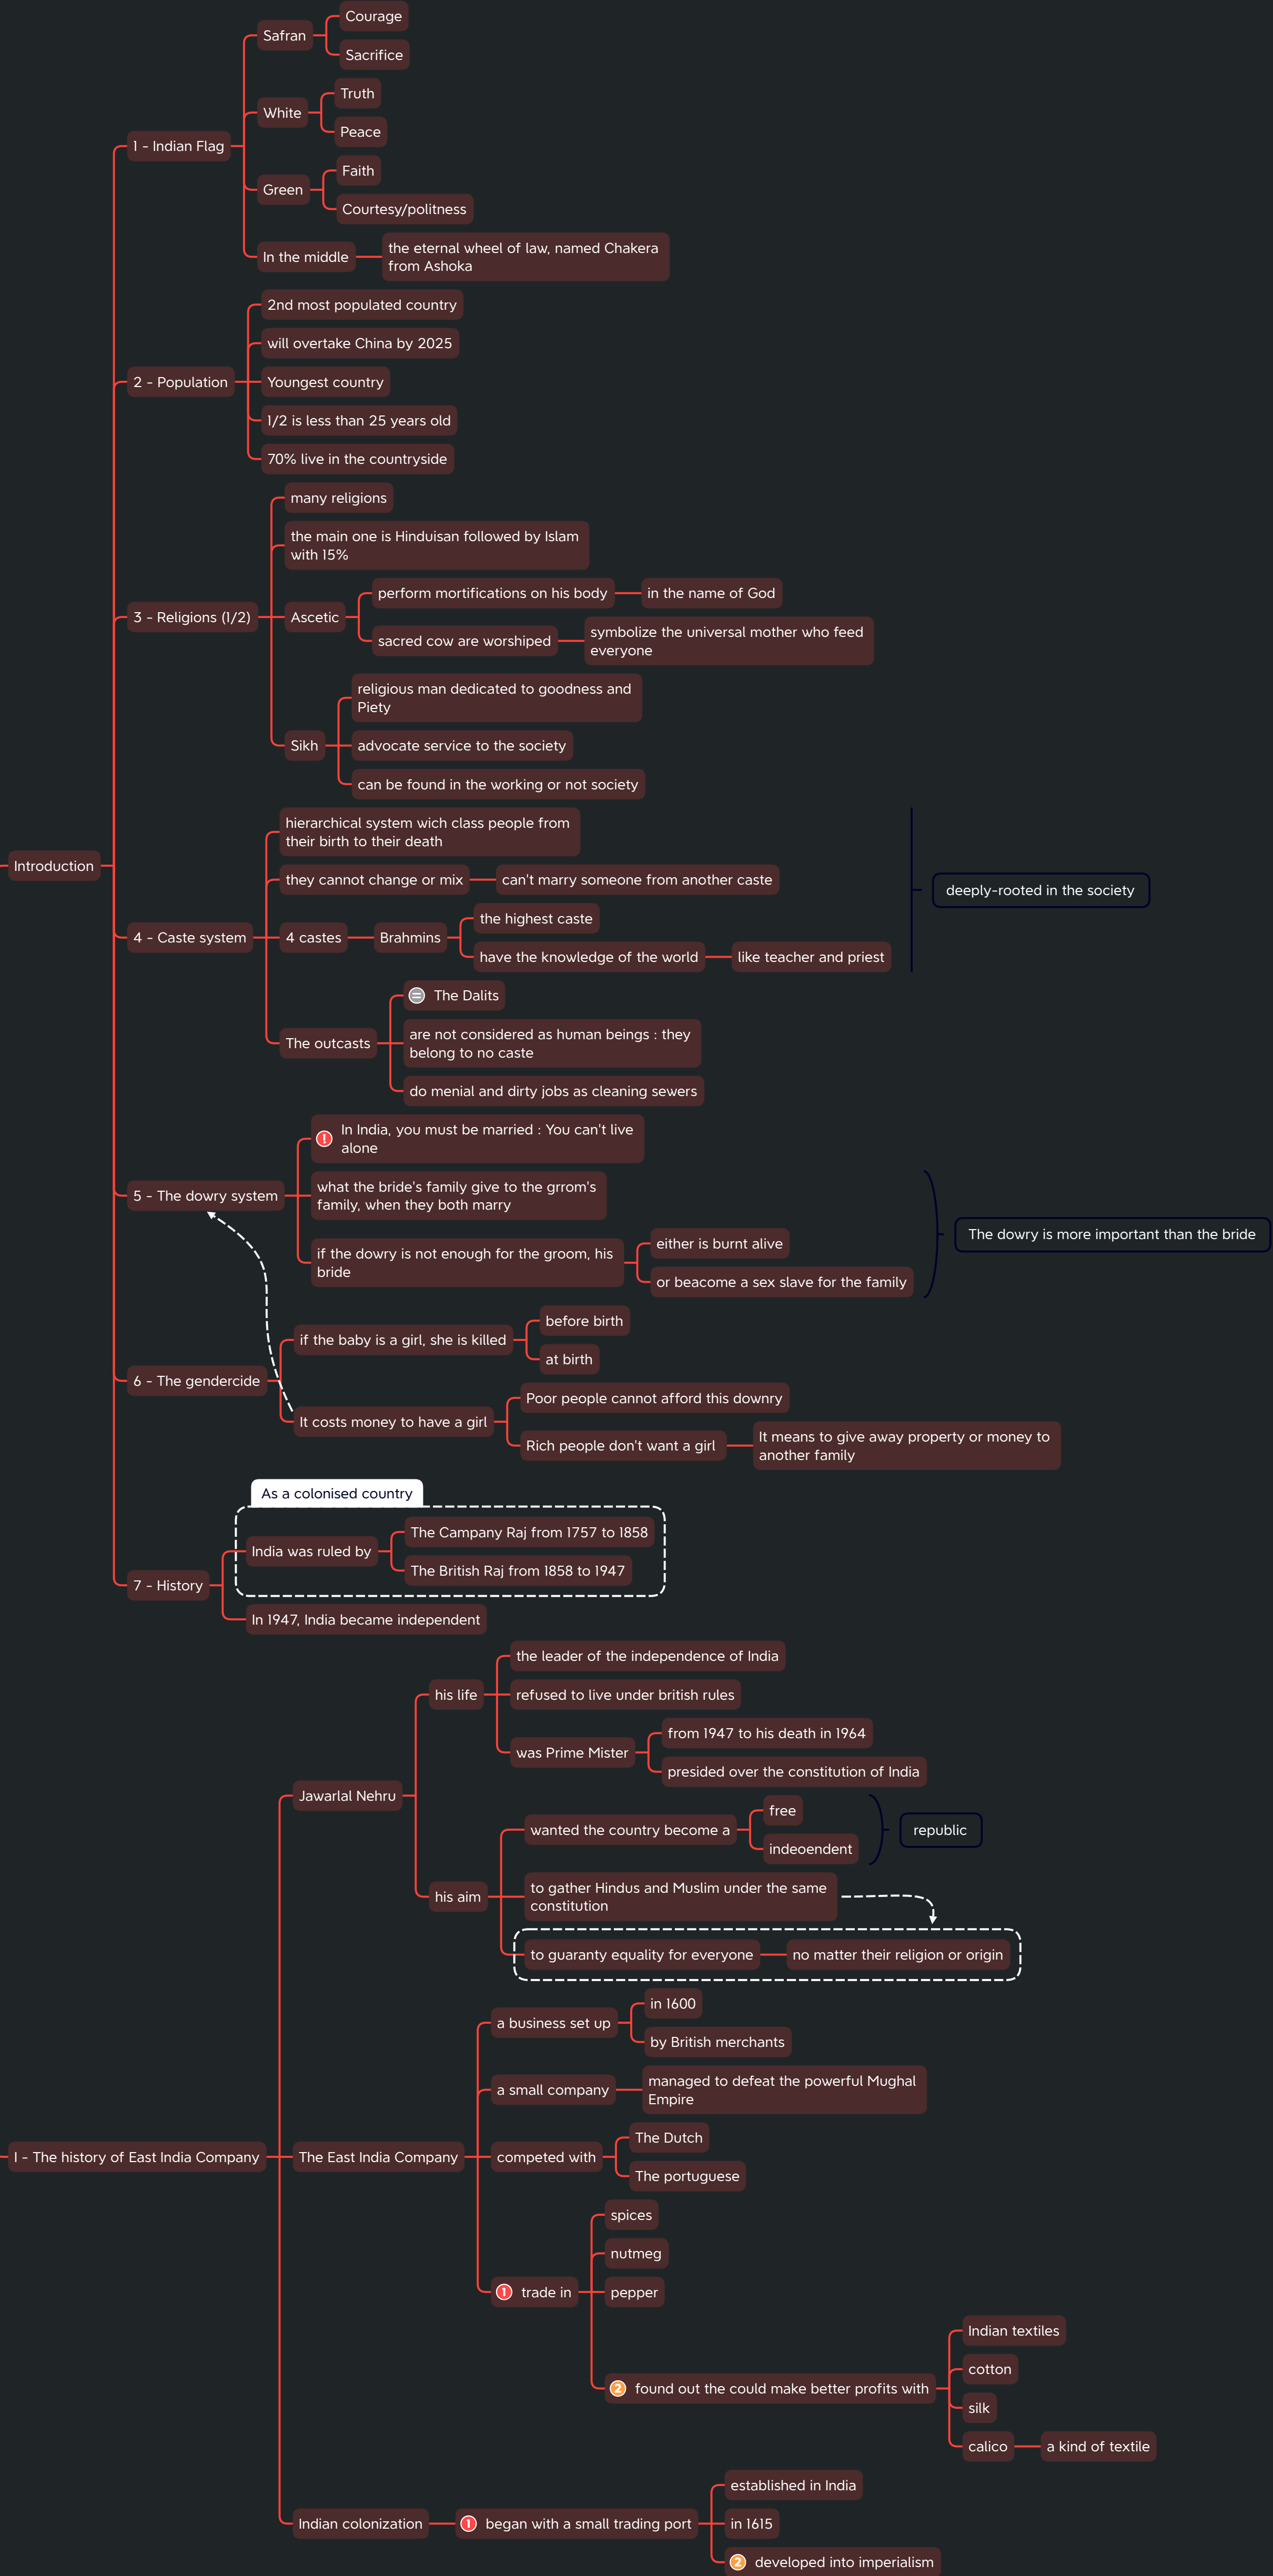 Introduction
1 - Indian Flag
Safran
Courage
Sacrifice
White
Truth
Peace
Green
Faith
Courtesy/politness
In the middle
the eternal wheel of law, named Chakera
from Ashoka
2 - Population
2nd most populated country
will overtake China by 2025
Youngest country
1/2 is less than 25 years old
70% live in the countryside
3 - Religions (1/2)
many religions
the main one is Hinduisan followed by Islam
with 15%
Ascetic
perform mortifications on his body
in the name of God
sacred cow are worshiped
symbolize the universal mother who feed
everyone
Sikh
religious man dedicated to goodness and
Piety
advocate service to the society
can be found in the working or not society
4 - Caste system
hierarchical system wich class people from
their birth to their death
they cannot change or mix
can't marry someone from another caste
4 castes
Brahmins
the highest caste
have the knowledge of the world
like teacher and priest
deeply-rooted in the society
The outcasts
= The Dalits
are not considered as human beings : they
belong to no caste
do menial and dirty jobs as cleaning sewers
5 - The dowry system
! In India, you must be married : You can't live
alone
what the bride's family give to the grrom's
family, when they both marry
if the dowry is not enough for the groom, his
bride
either is burnt alive
or beacome a sex slave for the family
The dowry is more important than the bride
6 - The gendercide
if the baby is a girl, she is killed
before birth
at birth
It costs money to have a girl
Poor people cannot afford this downry
Rich people don't want a girl
It means to give away property or money to
another family
7 - History
As a colonised country
India was ruled by
The Campany Raj from 1757 to 1858
The British Raj from 1858 to 1947
In 1947, India became independent
I - The history of East India Company
Jawarlal Nehru
his life
the leader of the independence of India
refused to live under british rules
was Prime Mister
from 1947 to his death in 1964
presided over the constitution of India
his aim
wanted the country become a
free
indeoendent
republic
to gather Hindus and Muslim under the same
constitution
to guaranty equality for everyone
no matter their religion or origin
The East India Company
a business set up
in 1600
by British merchants
a small company
managed to defeat the powerful Mughal
Empire
competed with
The Dutch
The portuguese
1 trade in
spices
nutmeg
pepper
2 found out the could make better profits with
Indian textiles
cotton
silk
calico
a kind of textile
Indian colonization
1 began with a small trading port
established in India
in 1615
2 developed into imperialism